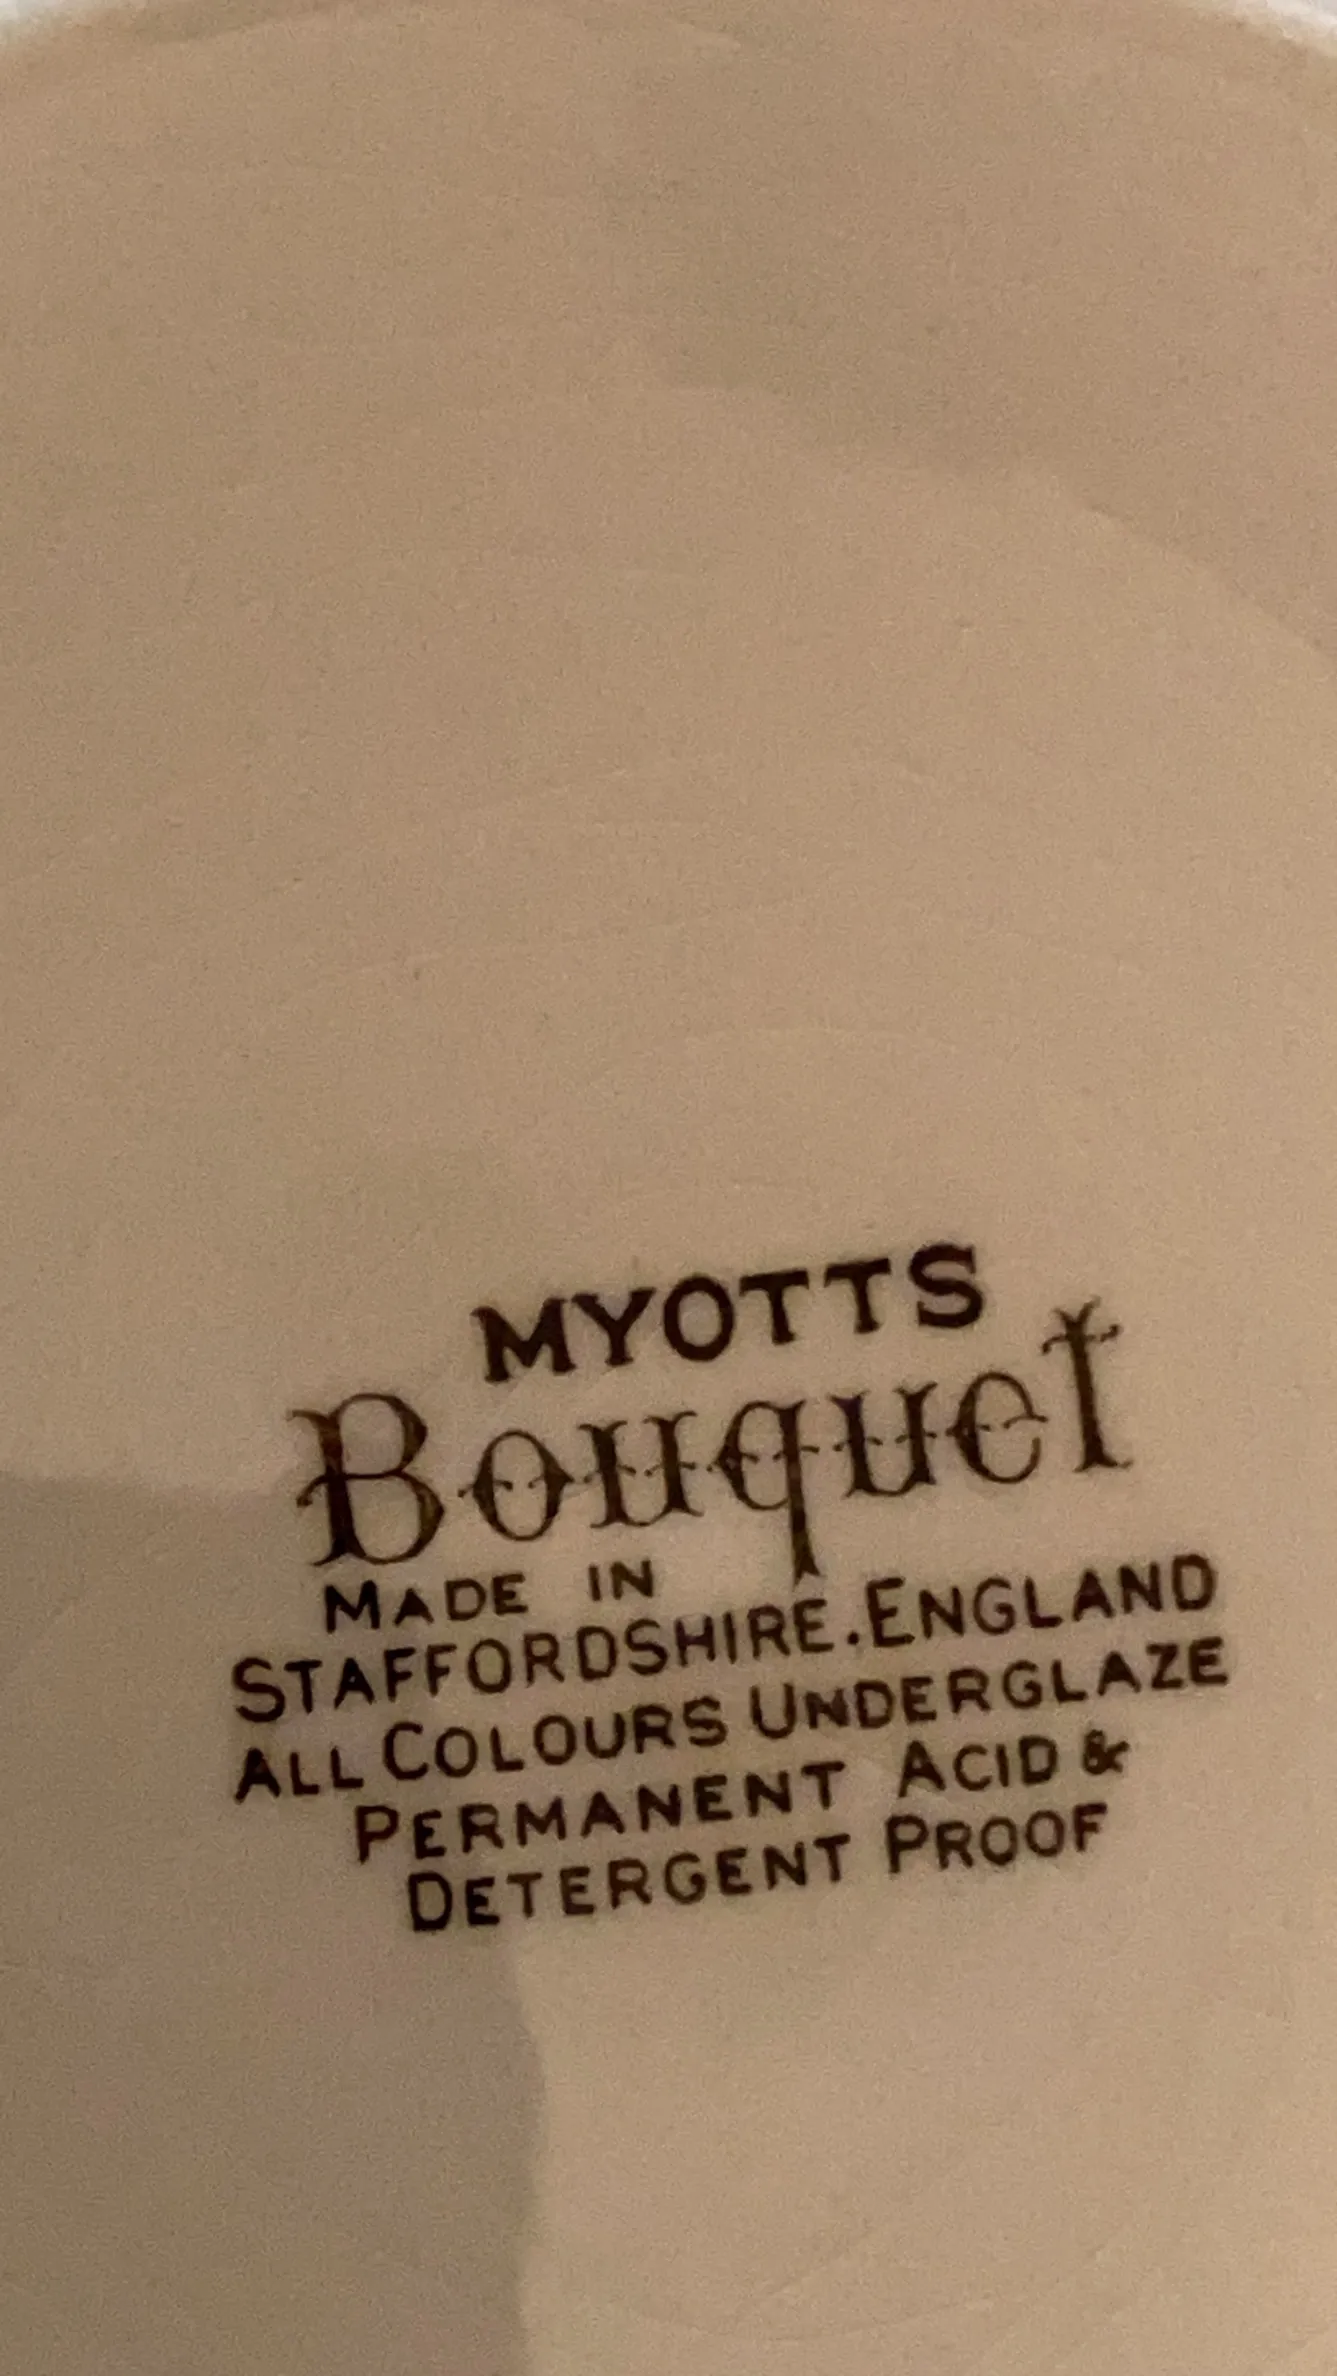 MYOTTS
Bouquet
MADE IN
STAFFORDSHIRE. ENGLAND
ALL COLOURS UNDERGLAZE
PERMANENT ACID &
DETERGENT PROOF